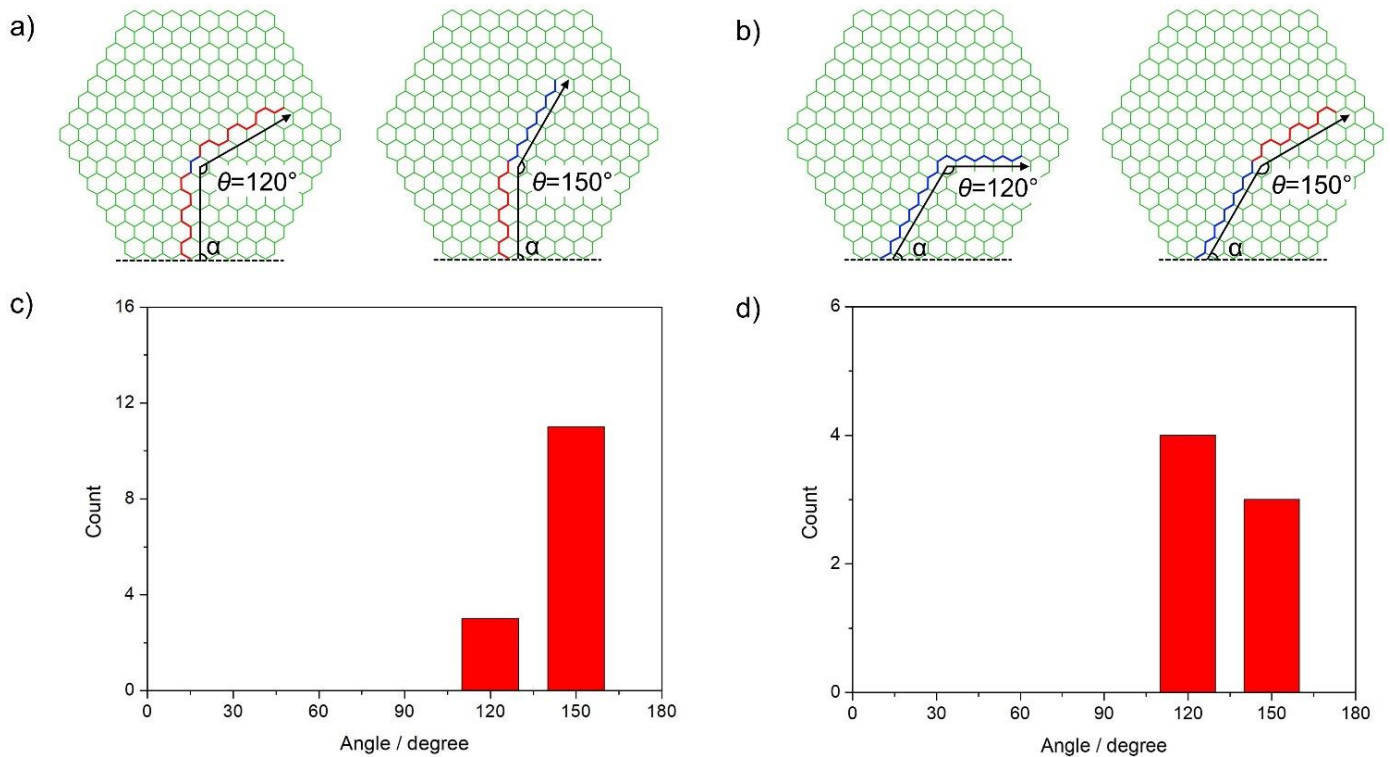 a)
θ=120°
α
θ=150°
α
b)
θ=120°
α
θ=150°
α
c)
16
12
8
4
0
Count
0 30 60 90 120 150 180
Angle / degree
d)
6
4
2
0
Count
0 30 60 90 120 150 180
Angle / degree